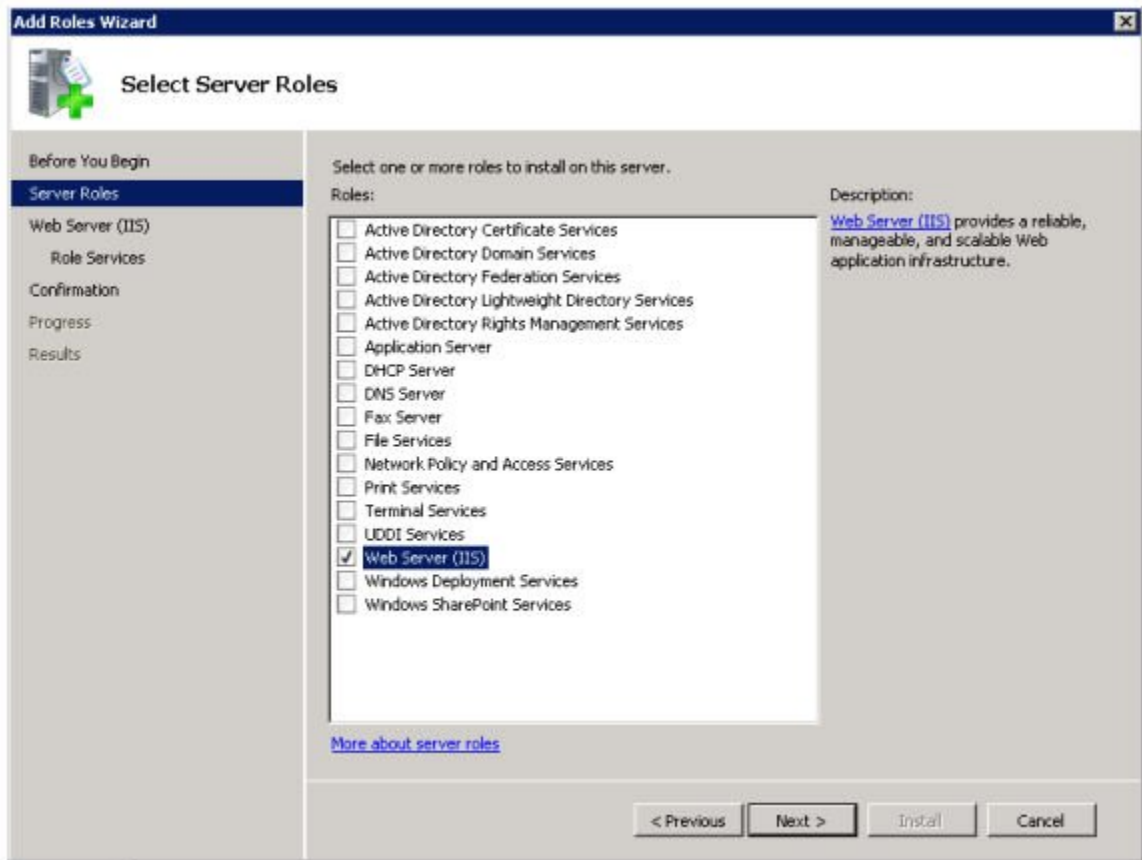 Add Roles Wizard
Select Server Roles
Before You Begin
Server Roles
Web Server (IIS)
Role Services
Confirmation
Progress
Results
Select one or more roles to install on this server.
Roles:
Active Directory Certificate Services
Active Directory Domain Services
Active Directory Federation Services
Active Directory Lightweight Directory Services
Active Directory Rights Management Services
Application Server
DHCP Server
DNS Server
Fax Server
File Services
Network Policy and Access Services
Print Services
Terminal Services
UDDI Services
Web Server (IIS)
Windows Deployment Services
Windows SharePoint Services
More about server roles
Description:
Web Server (IIS) provides a reliable,
manageable, and scalable Web
application infrastructure.
< Previous
Next >
Install
Cancel